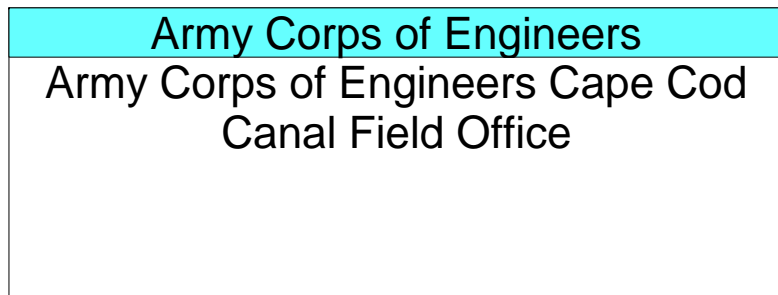 Army Corps of Engineers
Army Corps of Engineers Cape Cod
Canal Field Office